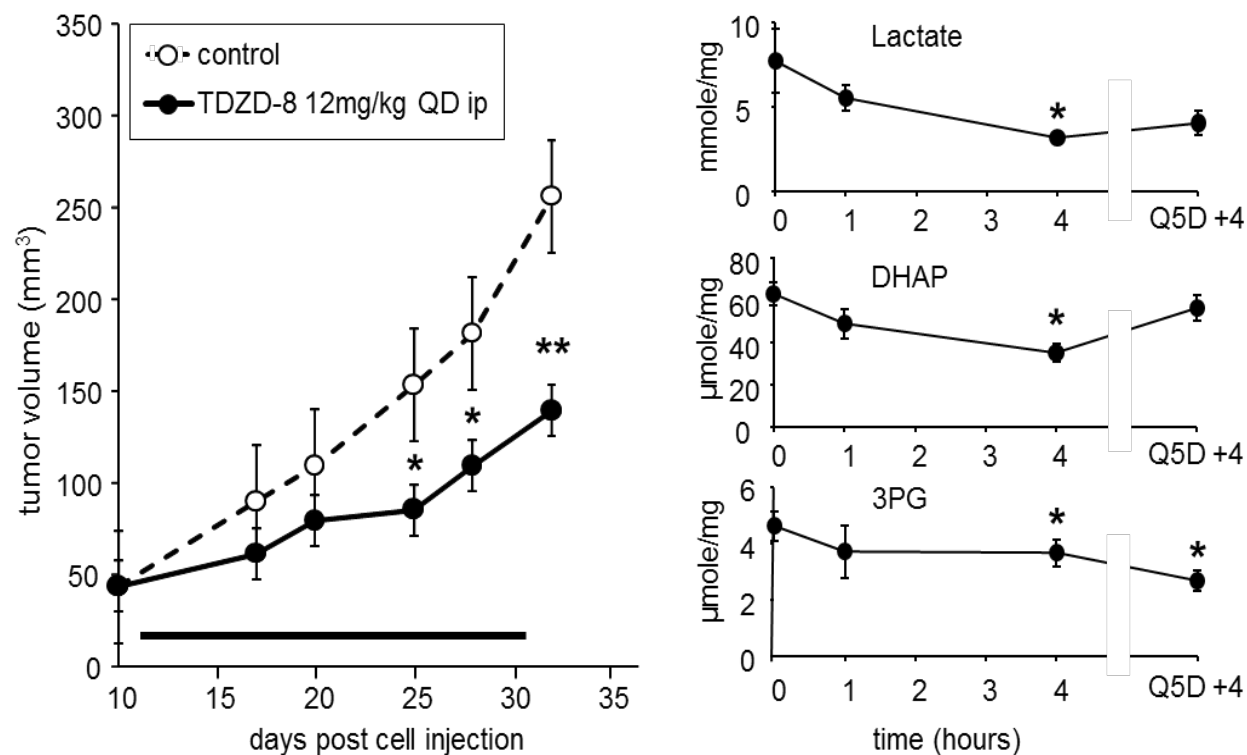 350
300
250
200
150
100
50
0
tumor volume (mm³)
control
TDZD-8 12mg/kg QD ip
*
*
**
10 15 20 25 30 35
days post cell injection
Lactate
10
5
0
mmole/mg
*
0 1 2 3 4 Q5D +4
DHAP
80
60
40
20
0
µmole/mg
*
0 1 2 3 4 Q5D +4
3PG
6
4
2
0
µmole/mg
*
*
0 1 2 3 4 Q5D +4
time (hours)